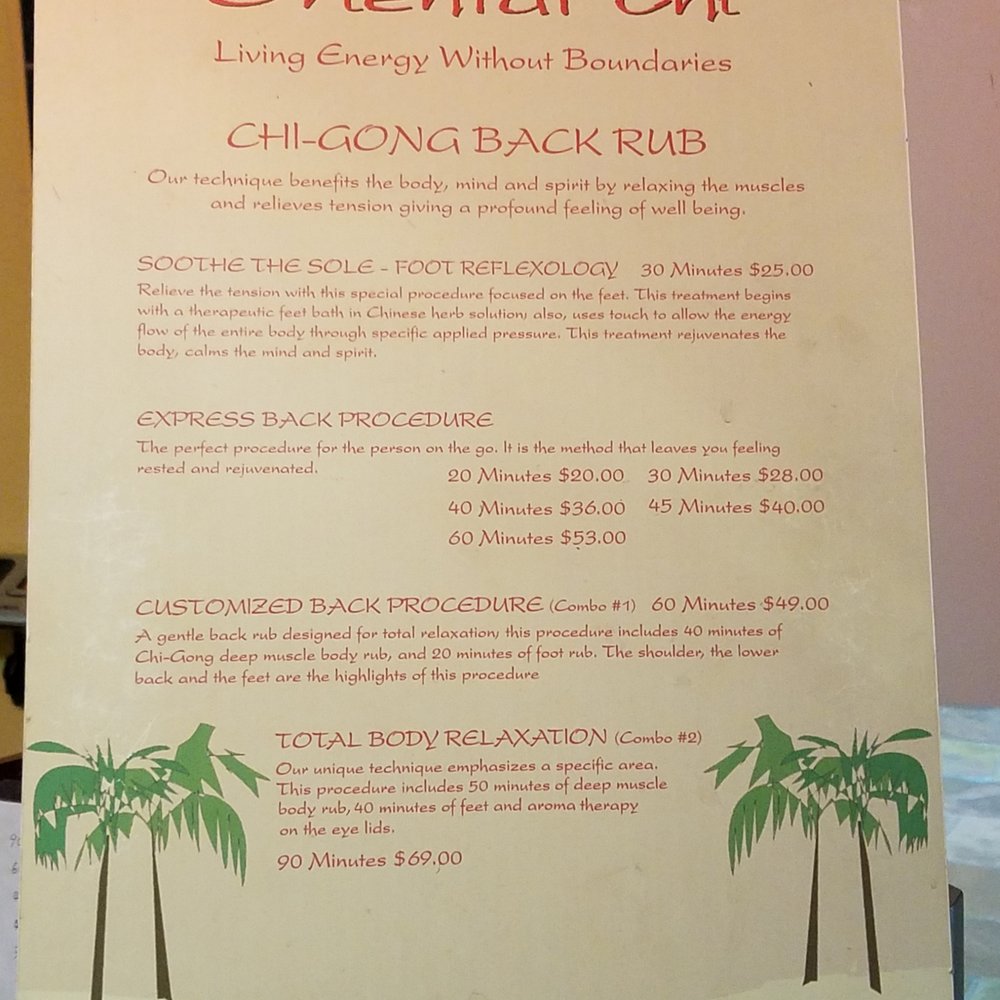 Oriental Chi
Living Energy Without Boundaries
CHI-GONG BACK RUB
Our technique benefits the body, mind and spirit by relaxing the muscles
and relieves tension giving a profound feeling of well being.
SOOTHE THE SOLE - FOOT REFLEXOLOGY 30 Minutes $25.00
Relieve the tension with this special procedure focused on the feet. This treatment begins
with a therapeutic feet bath in Chinese herb solution; also, uses touch to allow the energy
flow of the entire body through specific applied pressure. This treatment rejuvenates the
body, calms the mind and spirit.
EXPRESS BACK PROCEDURE
The perfect procedure for the person on the go. It is the method that leaves you feeling
rested and rejuvenated.
20 Minutes $20.00 30 Minutes $28.00
40 Minutes $36.00 45 Minutes $40.00
60 Minutes $53.00
CUSTOMIZED BACK PROCEDURE (Combo #1) 60 Minutes $49.00
A gentle back rub designed for total relaxation; this procedure includes 40 minutes of
Chi-Gong deep muscle body rub, and 20 minutes of foot rub. The shoulder, the lower
back and the feet are the highlights of this procedure
TOTAL BODY RELAXATION (Combo #2)
Our unique technique emphasizes a specific area.
This procedure includes 50 minutes of deep muscle
body rub, 40 minutes of feet and aroma therapy
on the eye lids.
90 Minutes $69.00